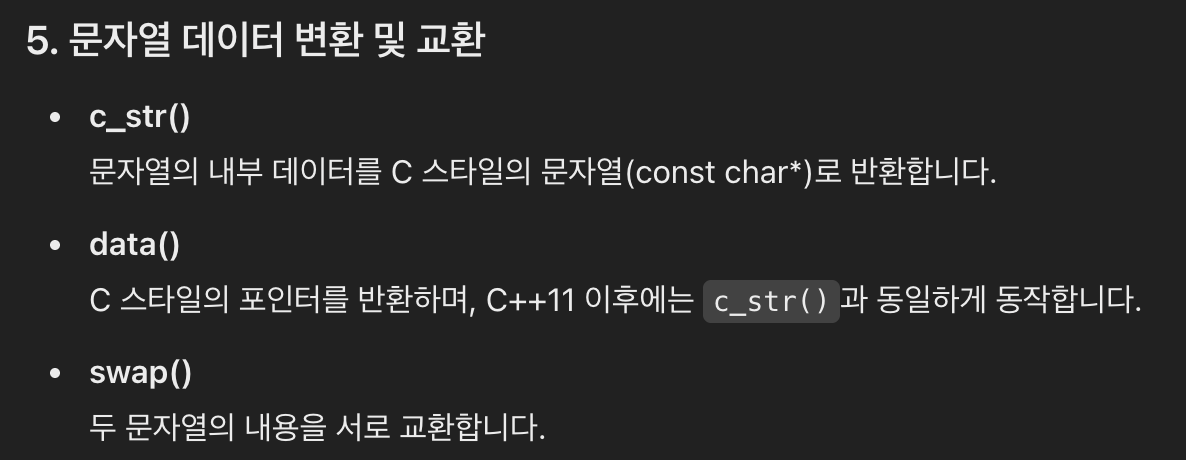 5. 문자열 데이터 변환 및 교환
• c_str()
문자열의 내부 데이터를 C 스타일의 문자열(const char*)로 반환합니다.
• data()
C 스타일의 포인터를 반환하며, C++11 이후에는 c_str()과 동일하게 동작합니다.
• swap()
두 문자열의 내용을 서로 교환합니다.